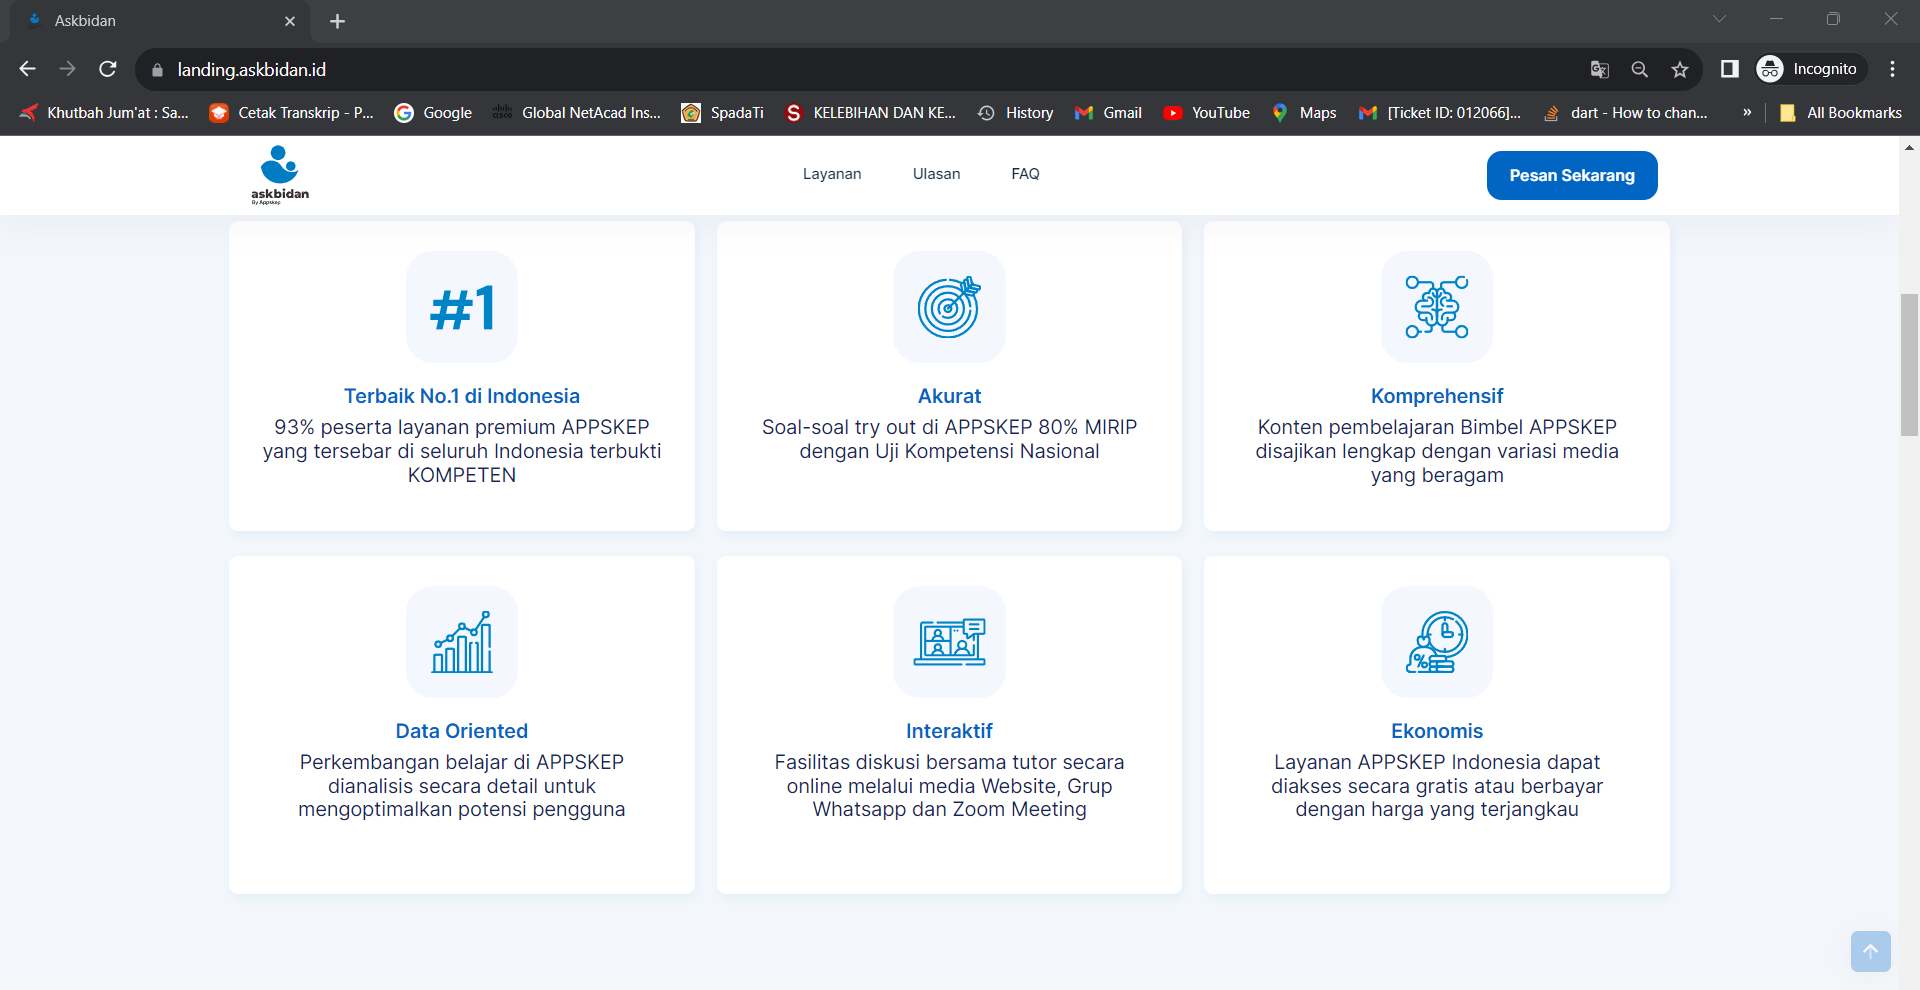 Askbidan
landing.askbidan.id
Incognito
Khutbah Jum'at : Sa...
Cetak Transkrip - P...
Google
Global NetAcad Ins...
SpadaTi
KELEBIHAN DAN KE...
History
Gmail
YouTube
Maps
[Ticket ID: 012066]...
dart - How to chan...
»
All Bookmarks
askbidan
By Appskep
Layanan
Ulasan
FAQ
Pesan Sekarang
#1
Terbaik No.1 di Indonesia
93% peserta layanan premium APPSKEP
yang tersebar di seluruh Indonesia terbukti
KOMPETEN
Akurat
Soal-soal try out di APPSKEP 80% MIRIP
dengan Uji Kompetensi Nasional
Komprehensif
Konten pembelajaran Bimbel APPSKEP
disajikan lengkap dengan variasi media
yang beragam
Data Oriented
Perkembangan belajar di APPSKEP
dianalisis secara detail untuk
mengoptimalkan potensi pengguna
Interaktif
Fasilitas diskusi bersama tutor secara
online melalui media Website, Grup
Whatsapp dan Zoom Meeting
Ekonomis
Layanan APPSKEP Indonesia dapat
diakses secara gratis atau berbayar
dengan harga yang terjangkau